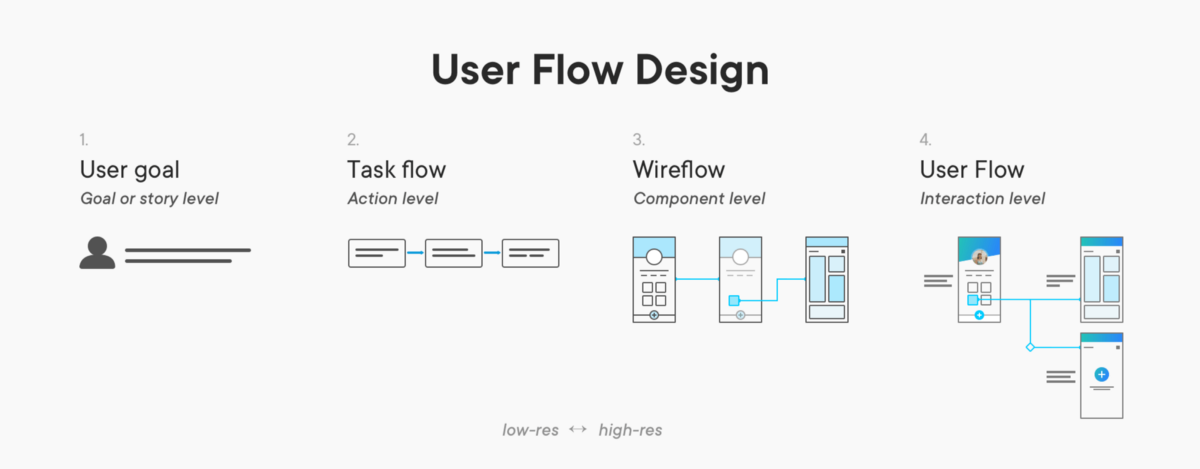 User Flow Design
1.
User goal
Goal or story level
2.
Task flow
Action level
3.
Wireflow
Component level
4.
User Flow
Interaction level
low-res ↔ high-res